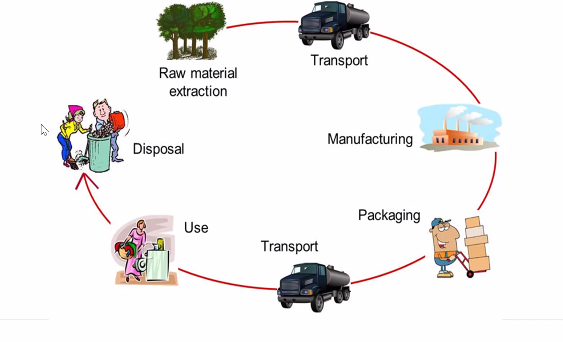 Raw material
extraction
Transport
Manufacturing
Packaging
Transport
Use
Disposal